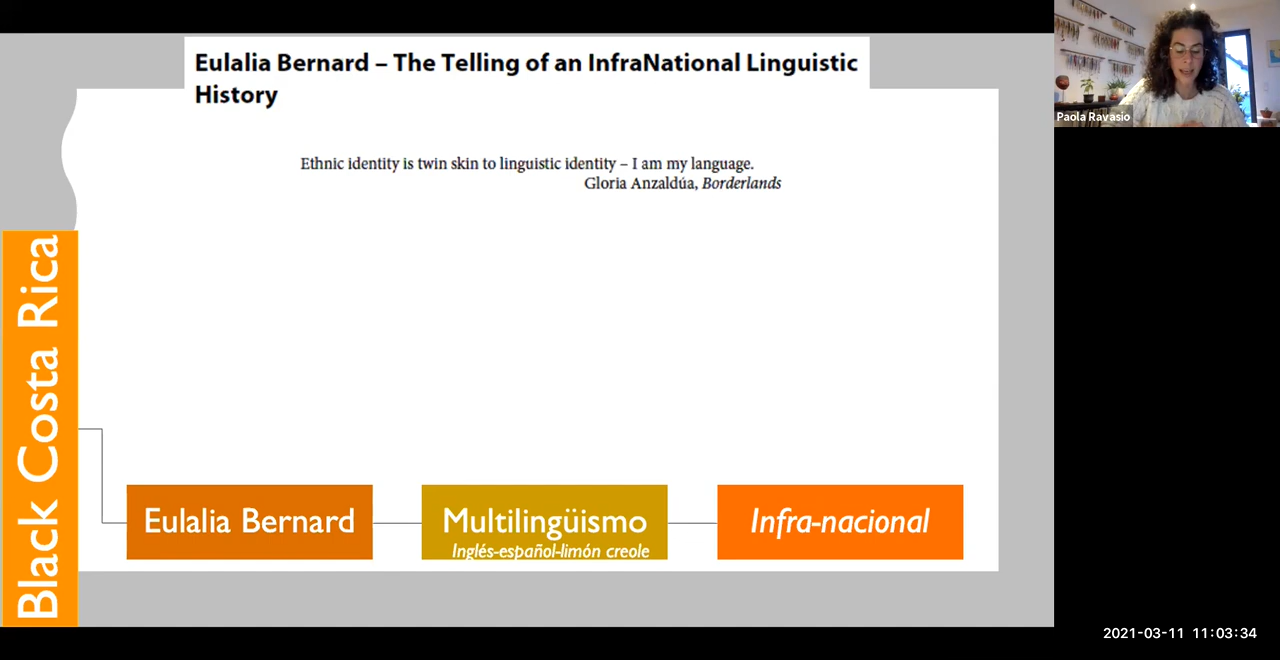 Eulalia Bernard – The Telling of an InfraNational Linguistic
History
Ethnic identity is twin skin to linguistic identity – I am my language.
Gloria Anzaldúa, Borderlands
Black Costa Rica
Eulalia Bernard
Multilingüismo
Inglés-español-limón creole
Infra-nacional
Paola Ravasio
2021-03-11 11:03:34